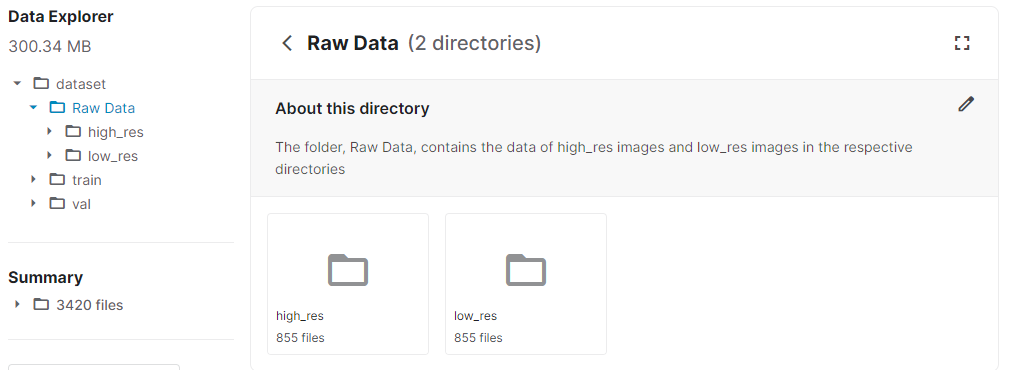 Data Explorer
300.34 MB
dataset
Raw Data
high_res
low_res
train
val
Summary
3420 files
Raw Data (2 directories)
About this directory
The folder, Raw Data, contains the data of high_res images and low_res images in the respective
directories
high_res
855 files
low_res
855 files